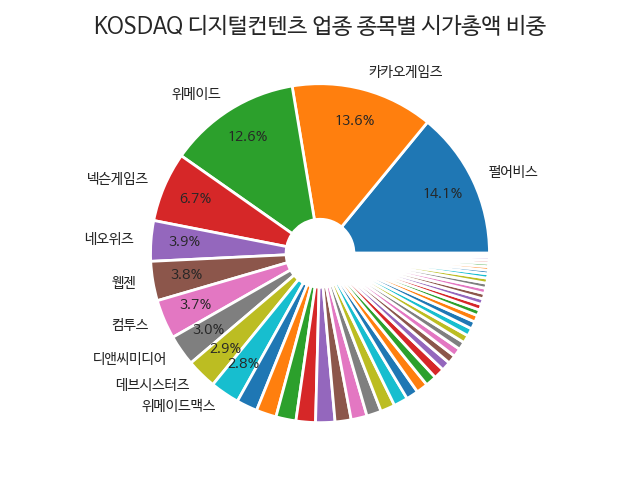 KOSDAQ 디지털컨텐츠 업종 종목별 시가총액 비중
카카오게임즈
위메이드
13.6%
12.6%
펄어비스
넥슨게임즈
14.1%
6.7%
네오위즈
3.9%
3.8%
웹젠
3.7%
컴투스
3.0%
디앤씨미디어
2.9%
2.8%
데브시스터즈
위메이드맥스